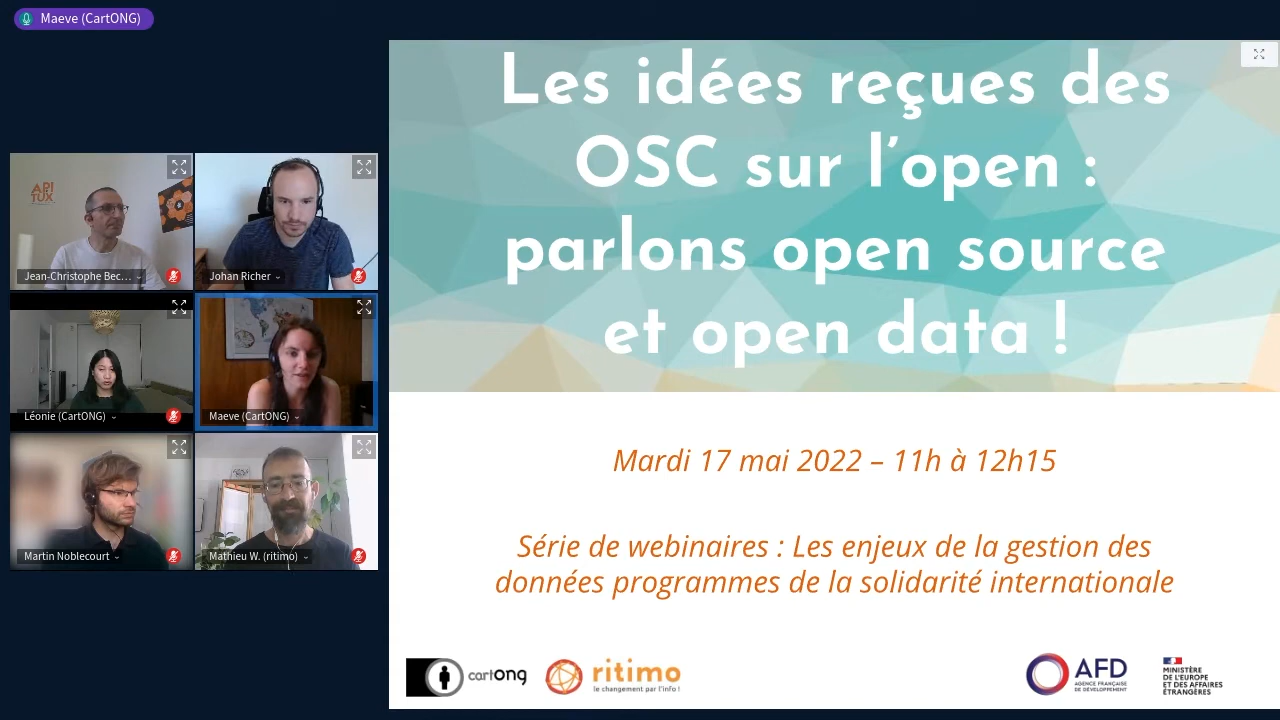 Maeve (CartONG)
Les idées reçues des
OSC sur l’open :
parlons open source
et open data !
Mardi 17 mai 2022 – 11h à 12h15
Série de webinaires : Les enjeux de la gestion des
données programmes de la solidarité internationale
cartong
ritimo
le changement par l'info !
AFD
AGENCE FRANÇAISE
DE DÉVELOPPEMENT
MINISTÈRE
DE L'EUROPE
ET DES AFFAIRES
ÉTRANGÈRES
API
TUX
Jean-Christophe Bec...
Johan Richer
Léonie (CartONG)
Maeve (CartONG)
Martin Noblecourt
Mathieu W. (ritimo)